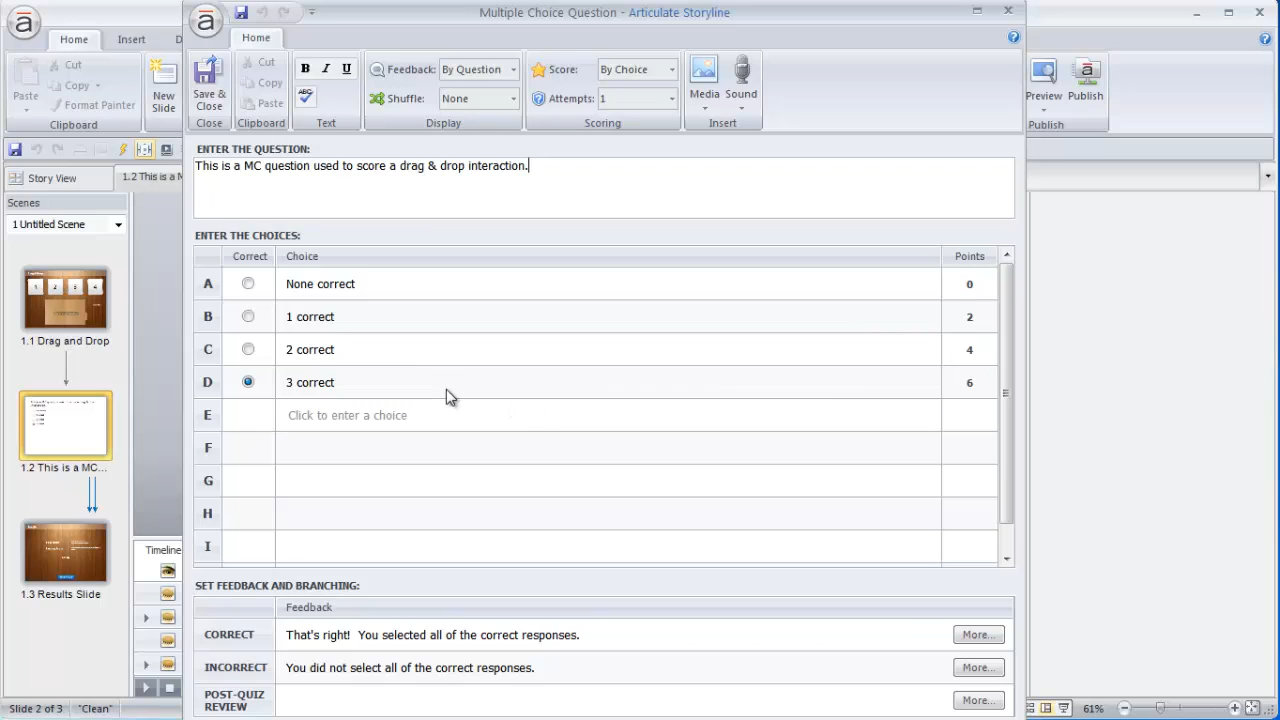 Multiple Choice Question - Articulate Storyline
Home
Insert
D
Home
Cut
Copy
Format Painter
Paste
Clipboard
New
Slide
Save &
Close
Close
Cut
Copy
Paste
Clipboard
B I U
ABC
Text
Feedback: By Question
Shuffle: None
Display
Score: By Choice
Attempts: 1
Scoring
Media
Sound
Insert
Preview
Publish
Publish
Story View
1.2 This is a M
Scenes
1 Untitled Scene
1 2 3 4
1.1 Drag and Drop
1.2 This is a MC...
1.3 Results Slide
ENTER THE QUESTION:
This is a MC question used to score a drag & drop interaction.
ENTER THE CHOICES:
Correct Choice Points
A None correct 0
B 1 correct 2
C 2 correct 4
D 3 correct 6
E Click to enter a choice
F
G
H
I
SET FEEDBACK AND BRANCHING:
Feedback
CORRECT That's right! You selected all of the correct responses. More...
INCORRECT You did not select all of the correct responses. More...
POST-QUIZ
REVIEW
More...
Timeline
Slide 2 of 3 "Clean" 61%